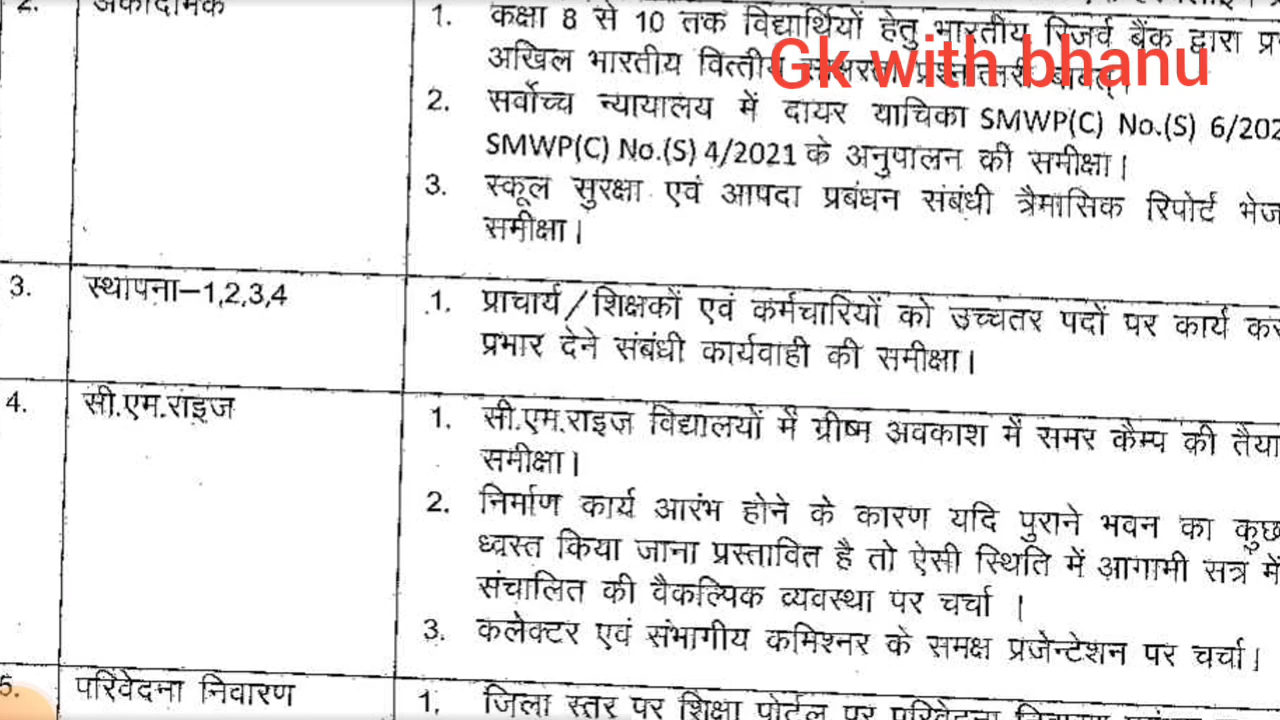 2. अकादमिक
1. कक्षा 8 से 10 तक विद्यार्थियों हेतु भारतीय रिजर्व बैंक द्वारा
अखिल भारतीय वित्तीय
Gk with bhanu
2. सर्वोच्च न्यायालय में दायर याचिका SMWP(C) No.(S) 6/202
SMWP(C) No.(S) 4/2021 के अनुपालन की समीक्षा।
3. स्कूल सुरक्षा एवं आपदा प्रबंधन संबंधी त्रैमासिक रिपोर्ट भेज
समीक्षा।
3. स्थापना–1,2,3,4
1. प्राचार्य/शिक्षकों एवं कर्मचारियों को उच्चतर पदों पर कार्य कर
प्रभार देने संबंधी कार्यवाही की समीक्षा।
4. सी.एम.राइज
1. सी.एम.राइज विद्यालयों में ग्रीष्म अवकाश में समर कैम्प की तैया
समीक्षा।
2. निर्माण कार्य आरंभ होने के कारण यदि पुराने भवन का कुछ
ध्वस्त किया जाना प्रस्तावित है तो ऐसी स्थिति में आगामी सत्र में
संचालित की वैकल्पिक व्यवस्था पर चर्चा ।
3. कलेक्टर एवं संभागीय कमिश्नर के समक्ष प्रजेन्टेशन पर चर्चा।
5. परिवेदना निवारण
1. जिला स्तर पर शिक्षा पोर्टल पर परिवेदना निवारण